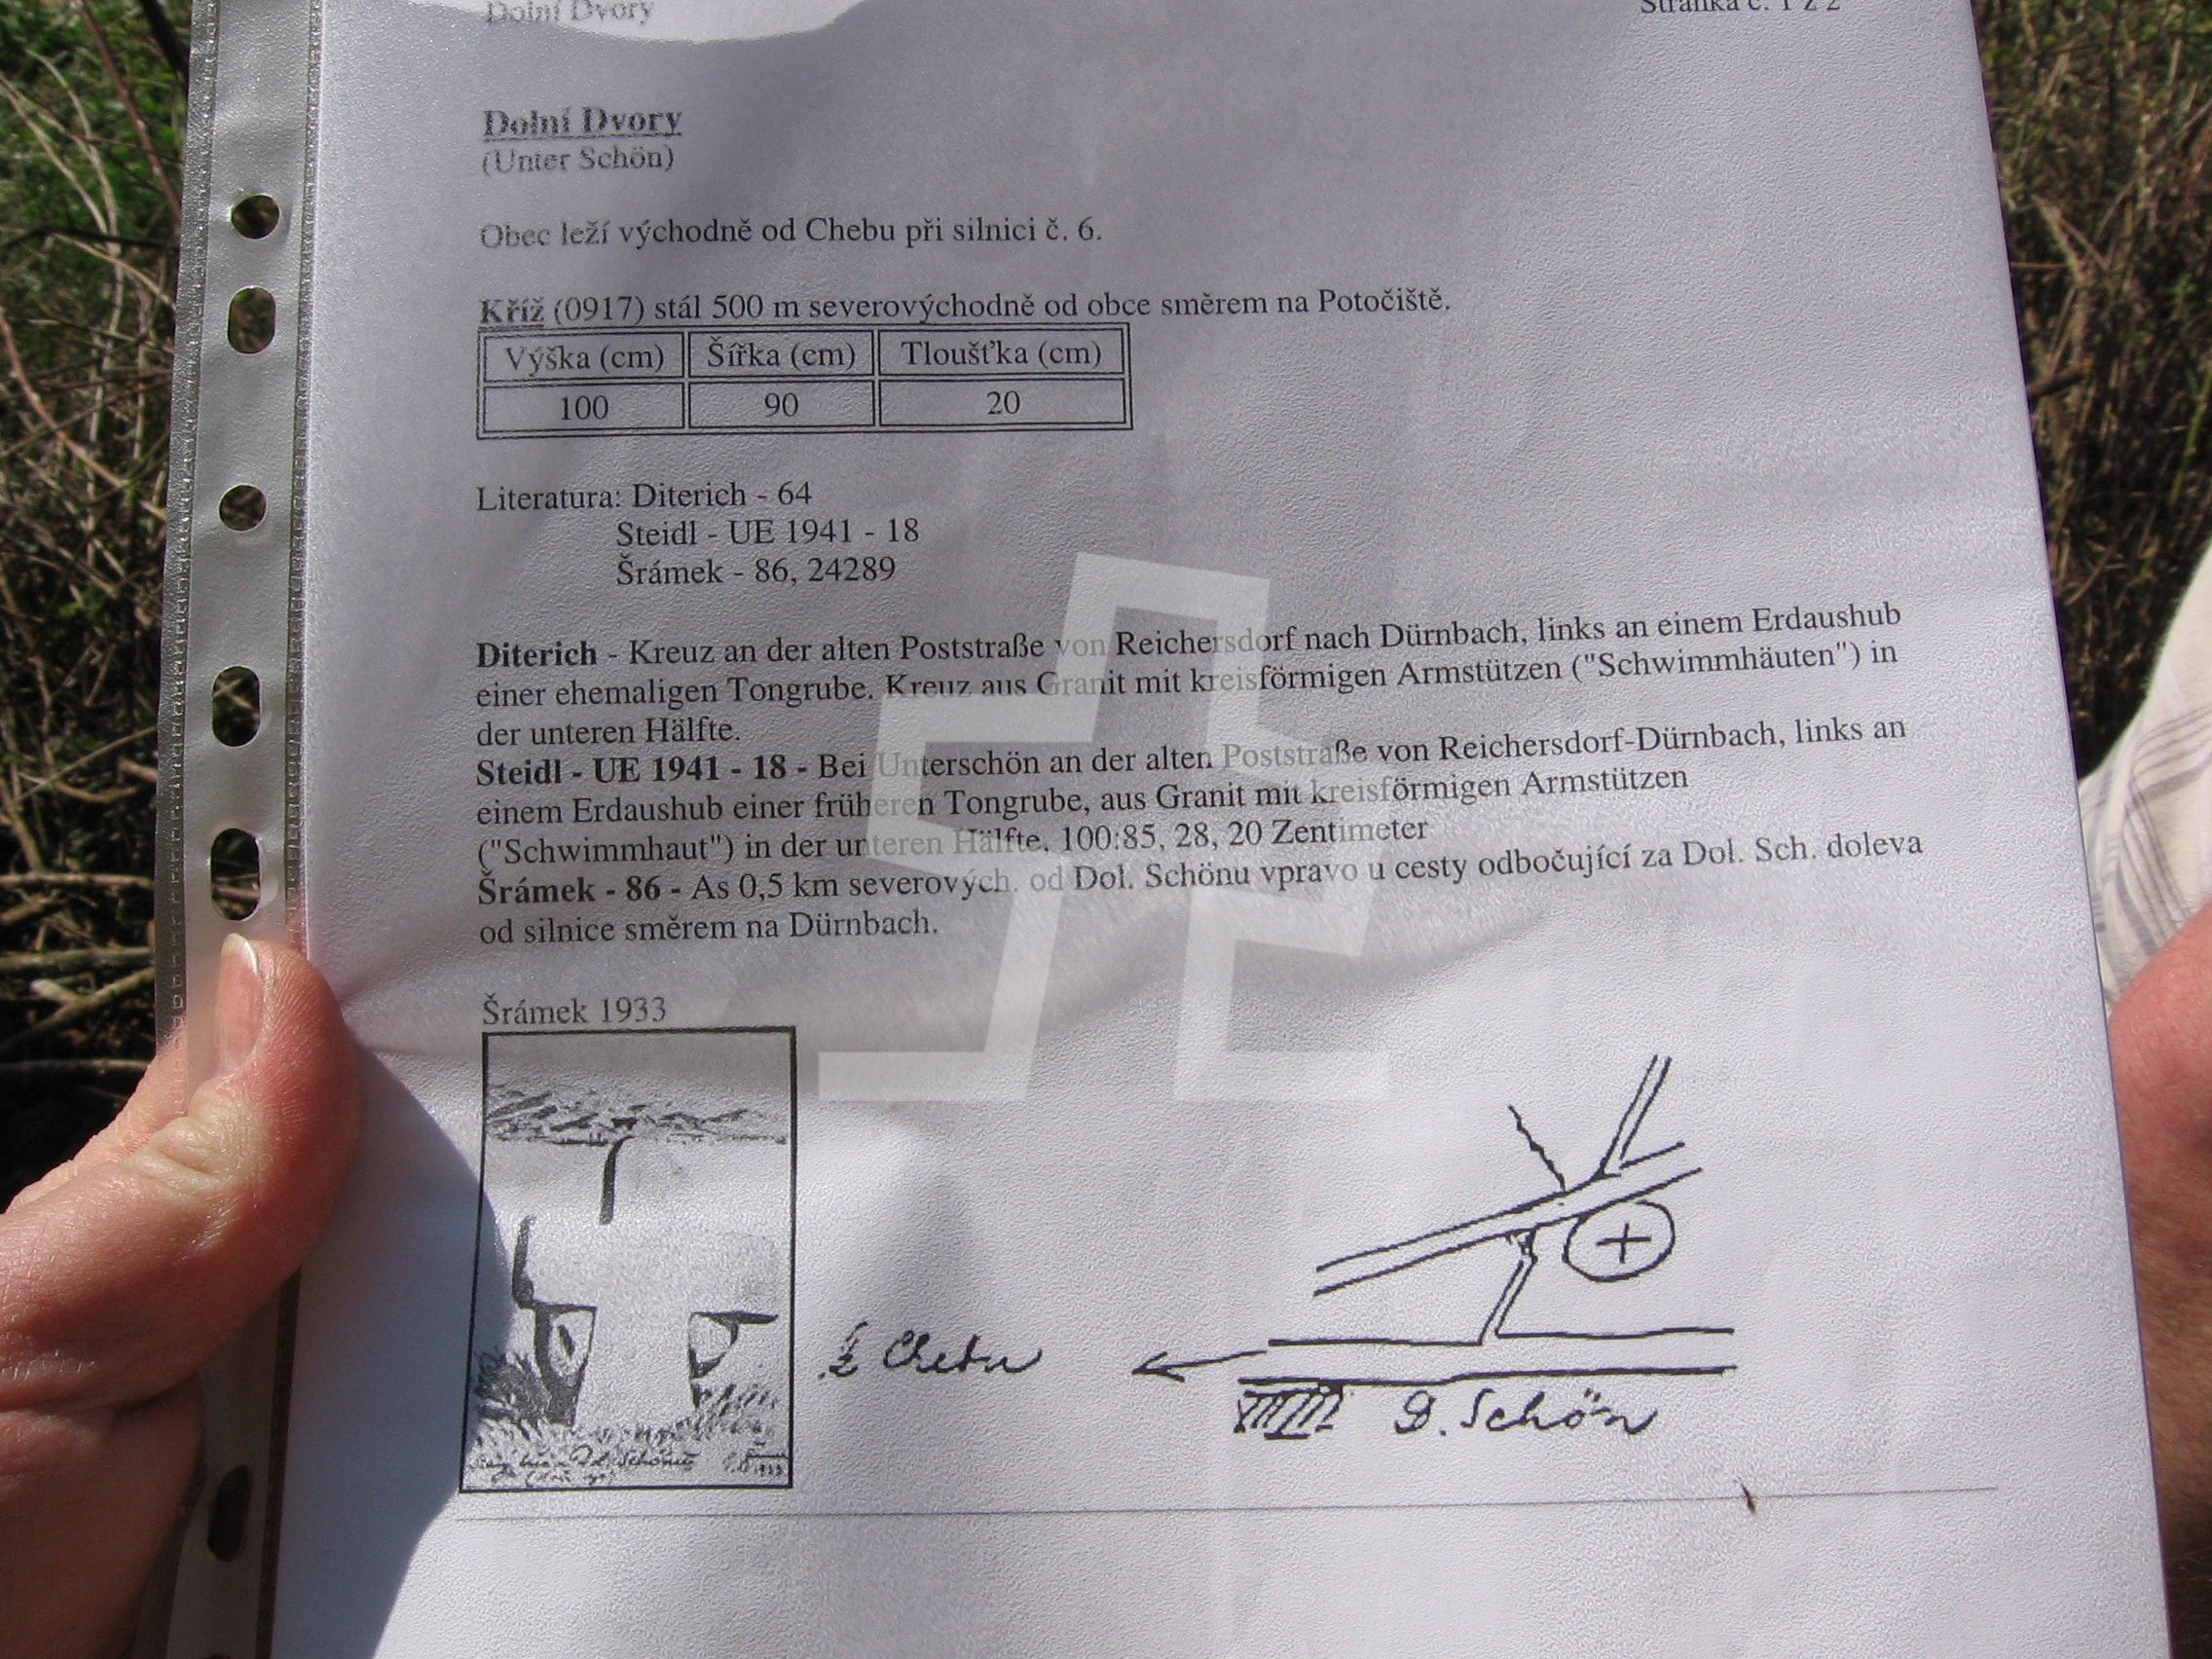 Dolní Dvory
Stránka č. 1 z 2
Dolní Dvory
(Unter Schön)
Obec leží východně od Chebu při silnici č. 6.
Kříž (0917) stál 500 m severovýchodně od obce směrem na Potočiště.
Výška (cm) Šířka (cm) Tloušťka (cm)
100 90 20
Literatura: Diterich - 64
Steidl - UE 1941 - 18
Šrámek - 86, 24289
Diterich - Kreuz an der alten Poststraße von Reichersdorf nach Dürnbach, links an einem Erdaushub
einer ehemaligen Tongrube. Kreuz aus Granit mit kreisförmigen Armstützen ("Schwimmhäuten") in
der unteren Hälfte.
Steidl - UE 1941 - 18 - Bei Unterschön an der alten Poststraße von Reichersdorf-Dürnbach, links an
einem Erdaushub einer früheren Tongrube, aus Granit mit kreisförmigen Armstützen
("Schwimmhaut") in der unteren Hälfte, 100:85, 28, 20 Zentimeter
Šrámek - 86 - As 0,5 km severových. od Dol. Schönu vpravo u cesty odbočující za Dol. Sch. doleva
od silnice směrem na Dürnbach.
Šrámek 1933
Chebu
D. Schön